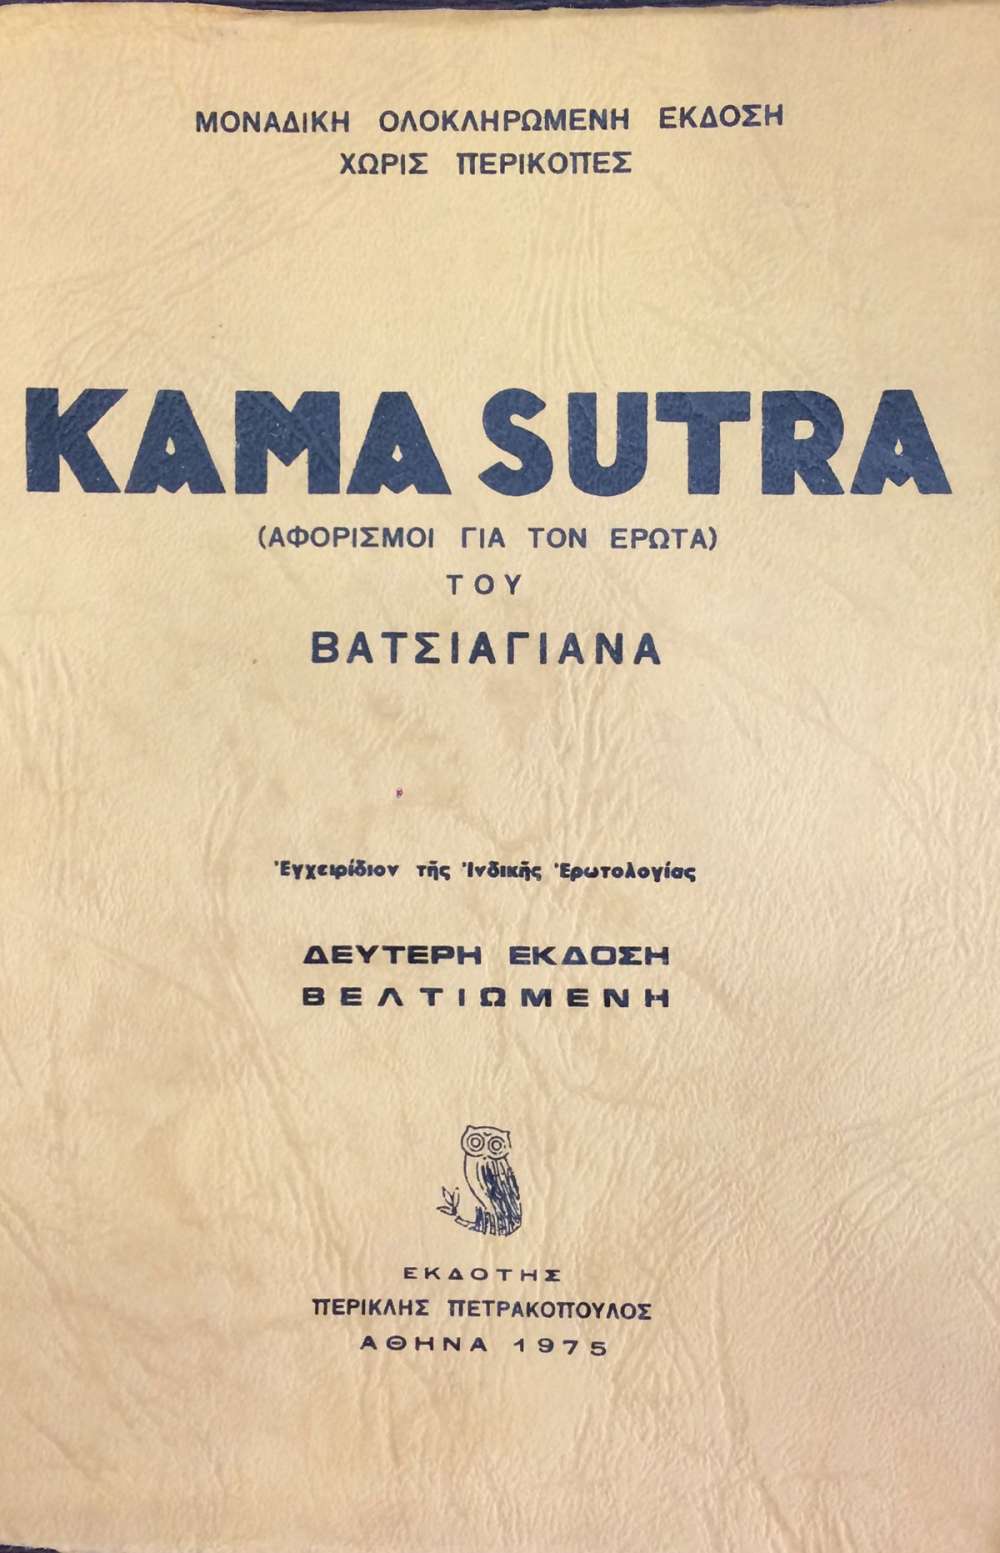 ΜΟΝΑΔΙΚΗ ΟΛΟΚΛΗΡΩΜΕΝΗ ΕΚΔΟΣΗ
ΧΩΡΙΣ ΠΕΡΙΚΟΠΕΣ
KAMA SUTRA
(ΑΦΟΡΙΣΜΟΙ ΓΙΑ ΤΟΝ ΕΡΩΤΑ)
ΤΟΥ
ΒΑΤΣΙΑΓΙΑΝΑ
Ἐγχειρίδιον τῆς Ἰνδικῆς Ἐρωτολογίας
ΔΕΥΤΕΡΗ ΕΚΔΟΣΗ
ΒΕΛΤΙΩΜΕΝΗ
ΕΚΔΟΤΗΣ
ΠΕΡΙΚΛΗΣ ΠΕΤΡΑΚΟΠΟΥΛΟΣ
ΑΘΗΝΑ 1975